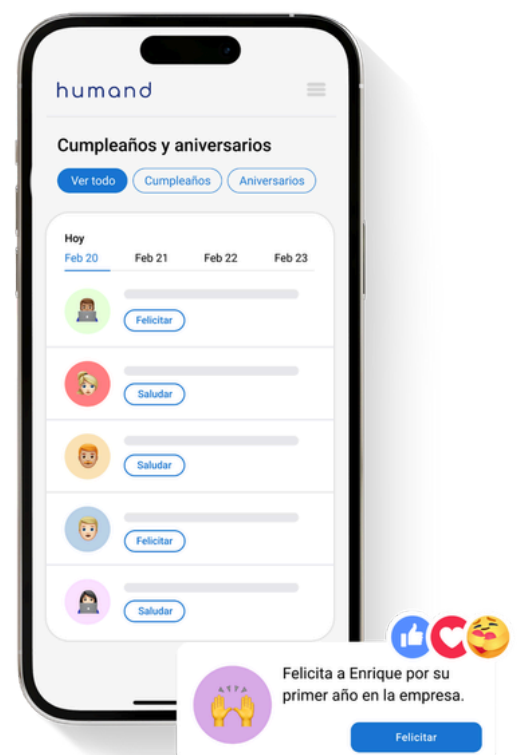 humand
Cumpleaños y aniversarios
Ver todo Cumpleaños Aniversarios
Hoy
Feb 20 Feb 21 Feb 22 Feb 23
Felicitar
Saludar
Saludar
Felicitar
Saludar
Felicita a Enrique por su
primer año en la empresa.
Felicitar